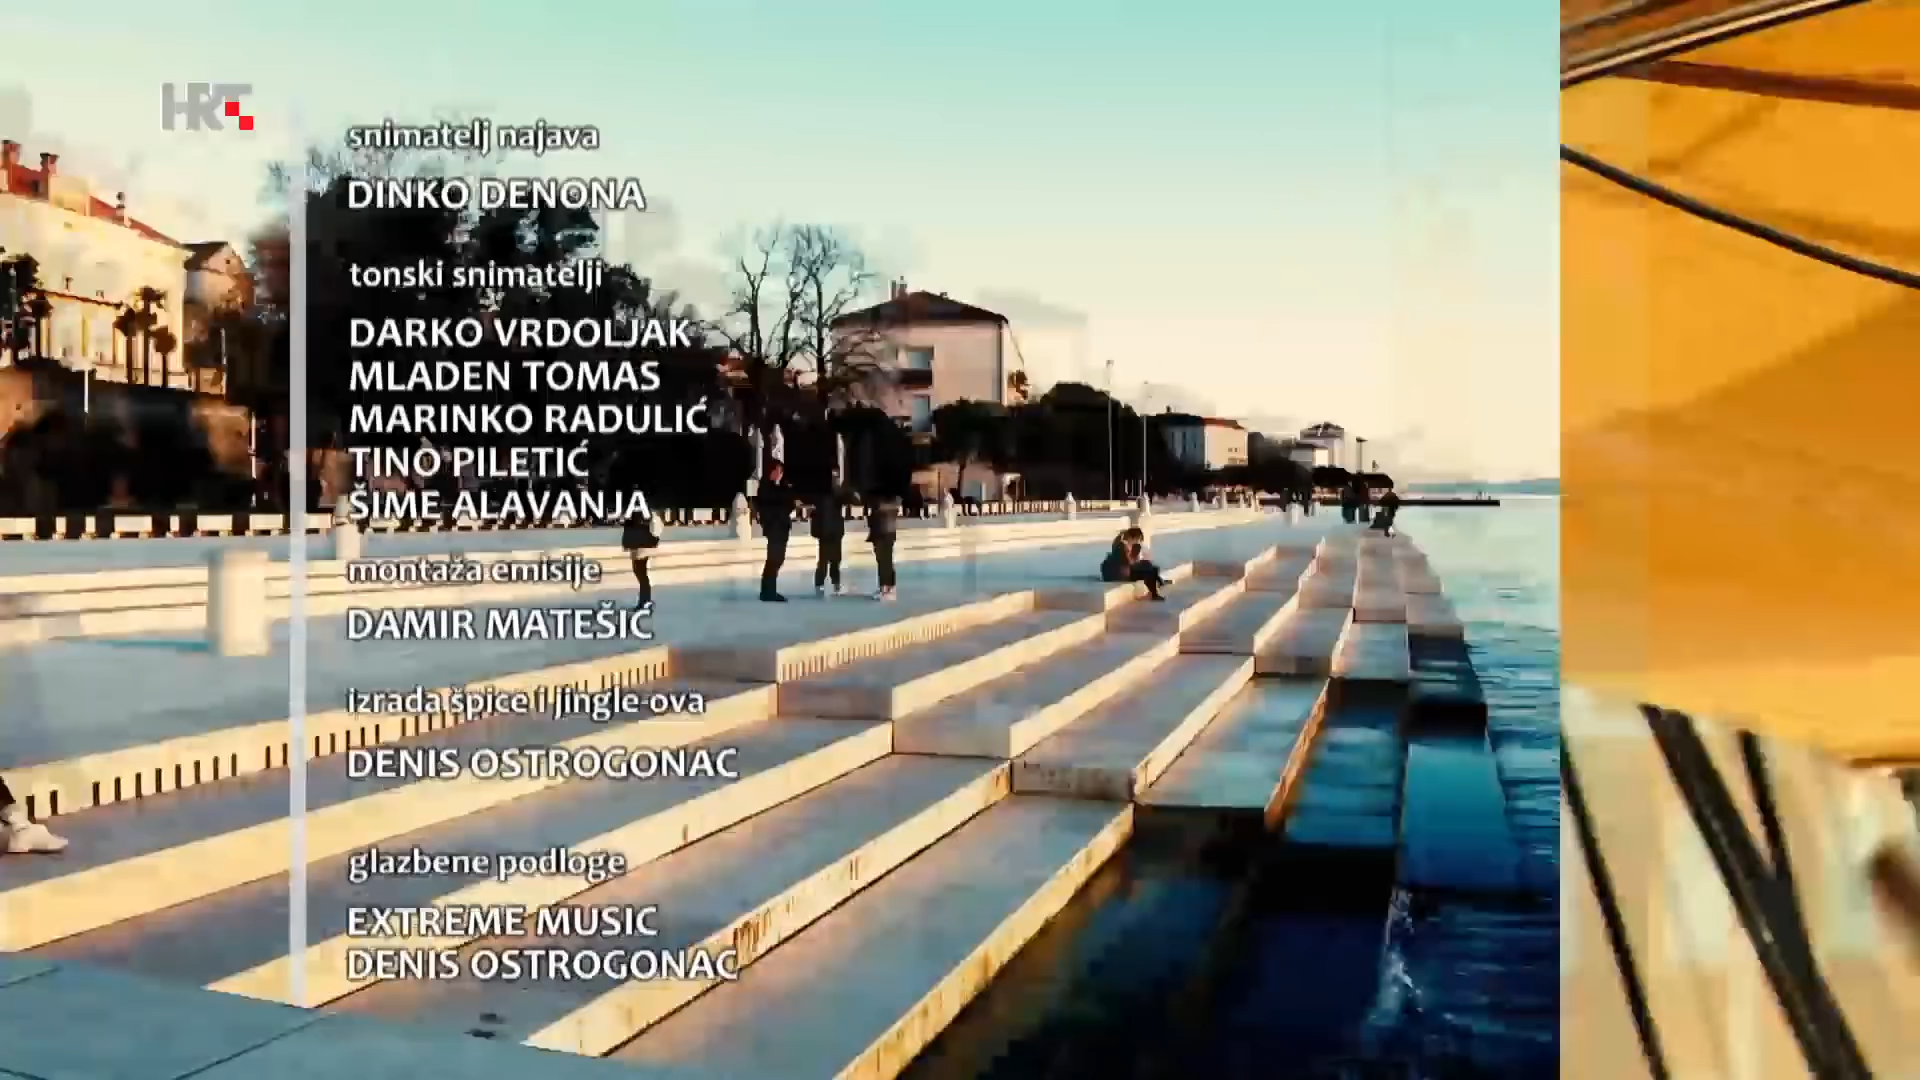 HRT
snimatelj najava
DINKO DENONA
tonski snimatelji
DARKO VRDOLJAK
MLADEN TOMAS
MARINKO RADULIĆ
TINO PILETIĆ
ŠIME ALAVANJA
montaža emisije
DAMIR MATEŠIĆ
izrada špice i jingle-ova
DENIS OSTROGONAC
glazbene podloge
EXTREME MUSIC
DENIS OSTROGONAC